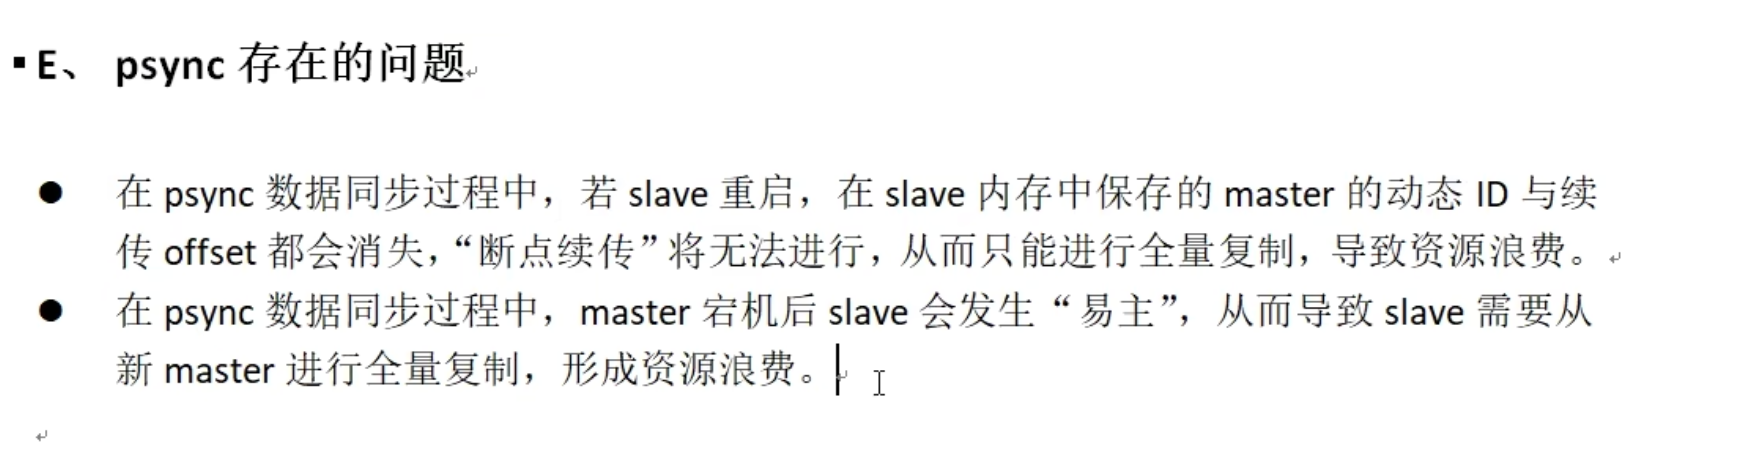 ▪ E、 psync 存在的问题
● 在 psync 数据同步过程中，若 slave 重启，在 slave 内存中保存的 master 的动态 ID 与续
传 offset 都会消失，“断点续传”将无法进行，从而只能进行全量复制，导致资源浪费。
● 在 psync 数据同步过程中，master 宕机后 slave 会发生“易主”，从而导致 slave 需要从
新 master 进行全量复制，形成资源浪费。